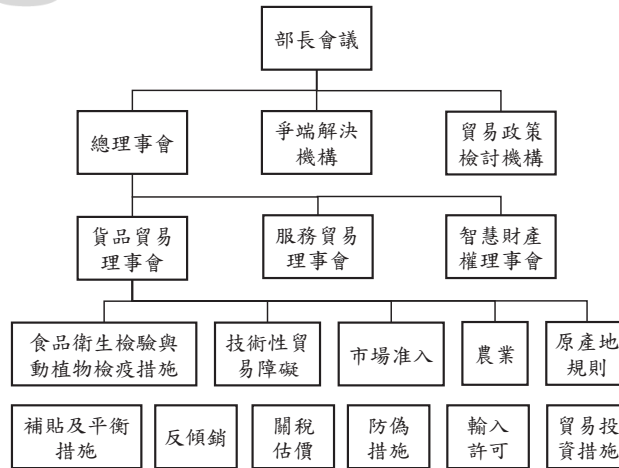 部長會議
總理事會
爭端解決
機構
貿易政策
檢討機構
貨品貿易
理事會
服務貿易
理事會
智慧財產
權理事會
食品衛生檢驗與
動植物檢疫措施
技術性貿
易障礙
市場准入
農業
原產地
規則
補貼及平衡
措施
反傾銷
關稅
估價
防偽
措施
輸入
許可
貿易投
資措施